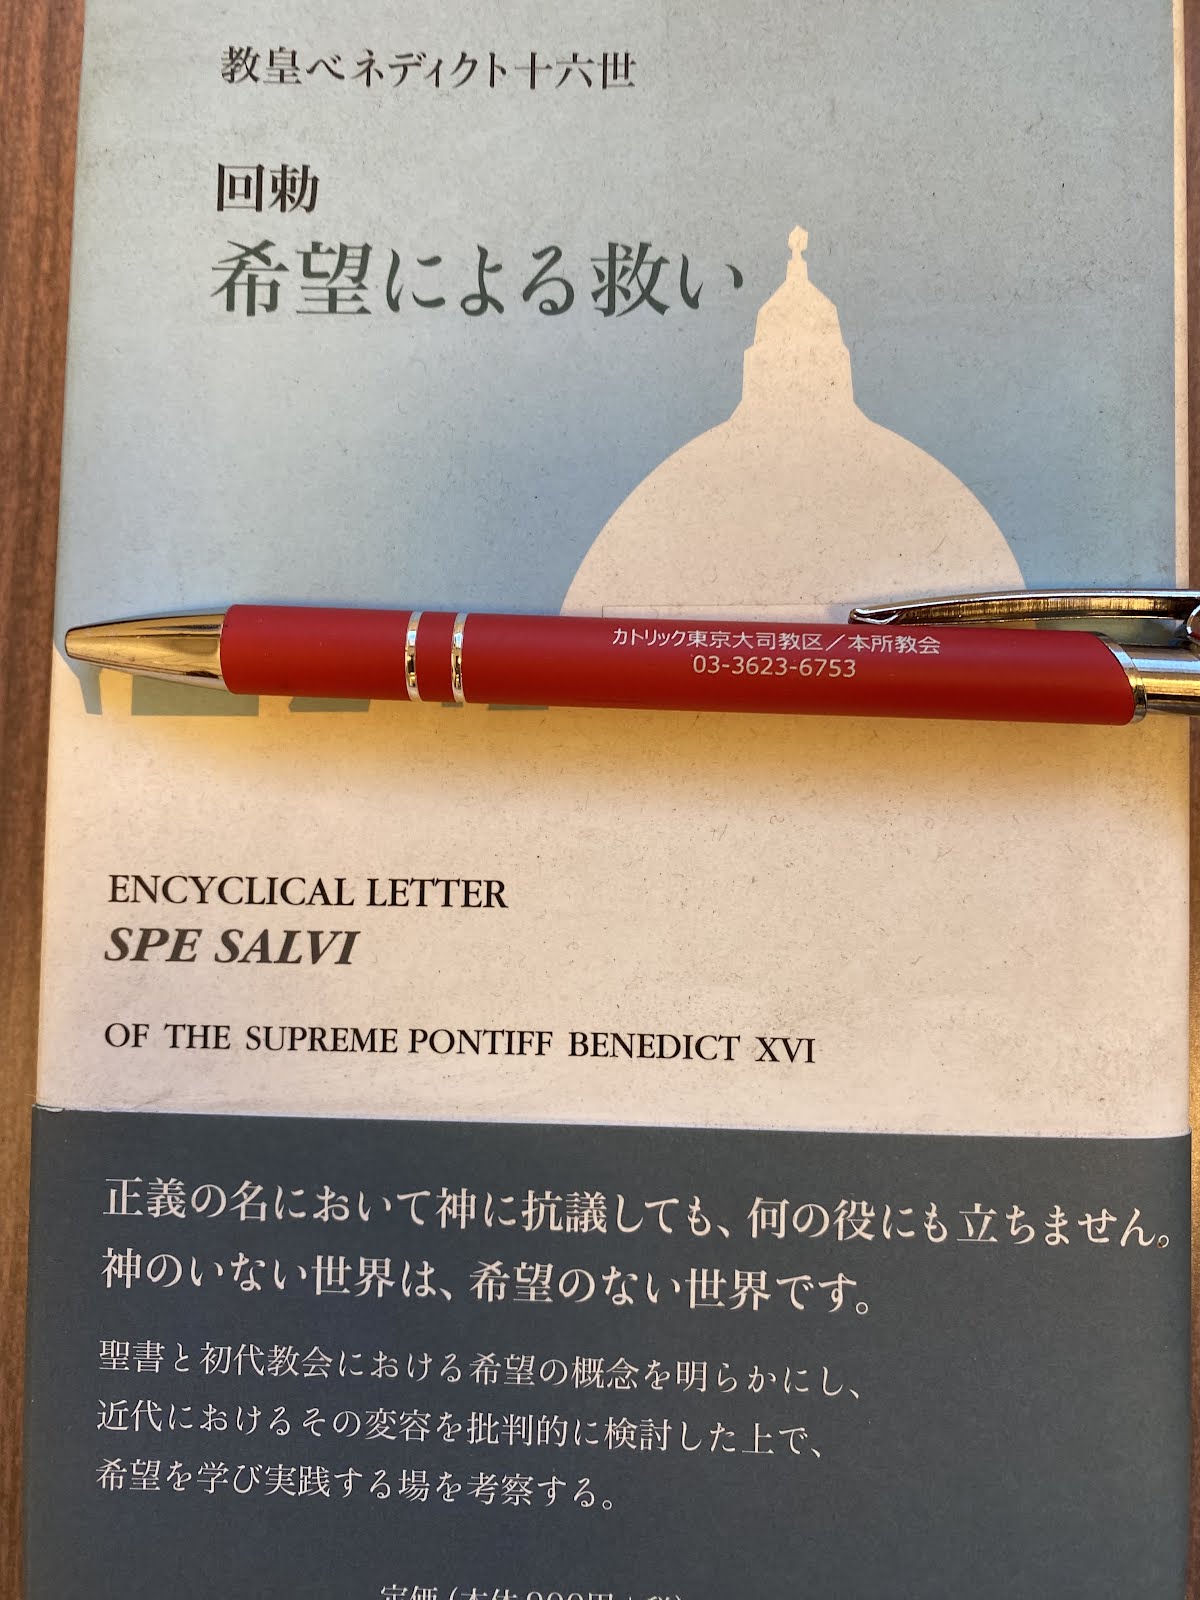 教皇ベネディクト十六世
回勅
希望による救い
カトリック東京大司教区／本所教会
03-3623-6753
ENCYCLICAL LETTER
SPE SALVI
OF THE SUPREME PONTIFF BENEDICT XVI
正義の名において神に抗議しても、何の役にも立ちません。
神のいない世界は、希望のない世界です。
聖書と初代教会における希望の概念を明らかにし、
近代におけるその変容を批判的に検討した上で、
希望を学び実践する場を考察する。
定価（本体